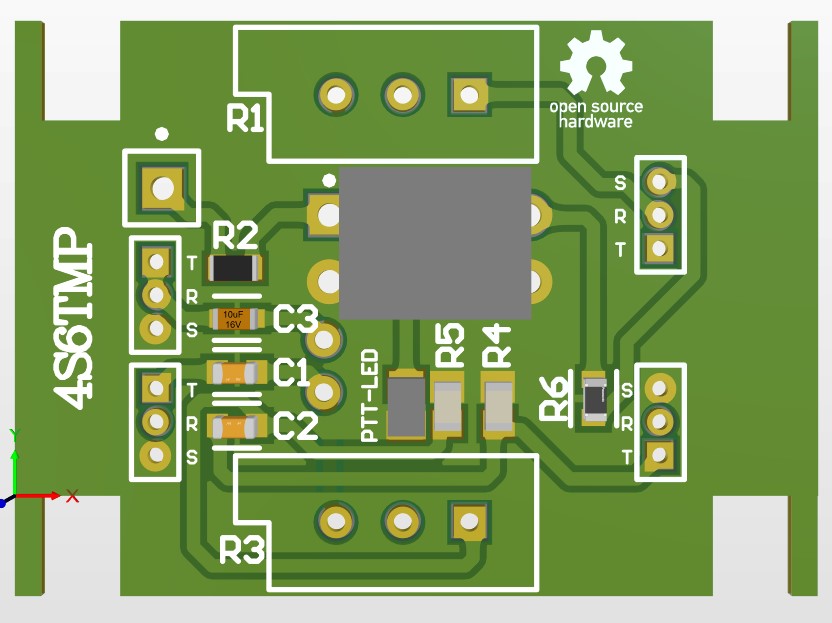 R1
open source
hardware
S
R
T
R2
T
R
S
10uF
16V
C3
4S6TMP
C1
C2
T
R
S
PTT-LED
R5
R4
R6
S
R
T
R3
Y
X